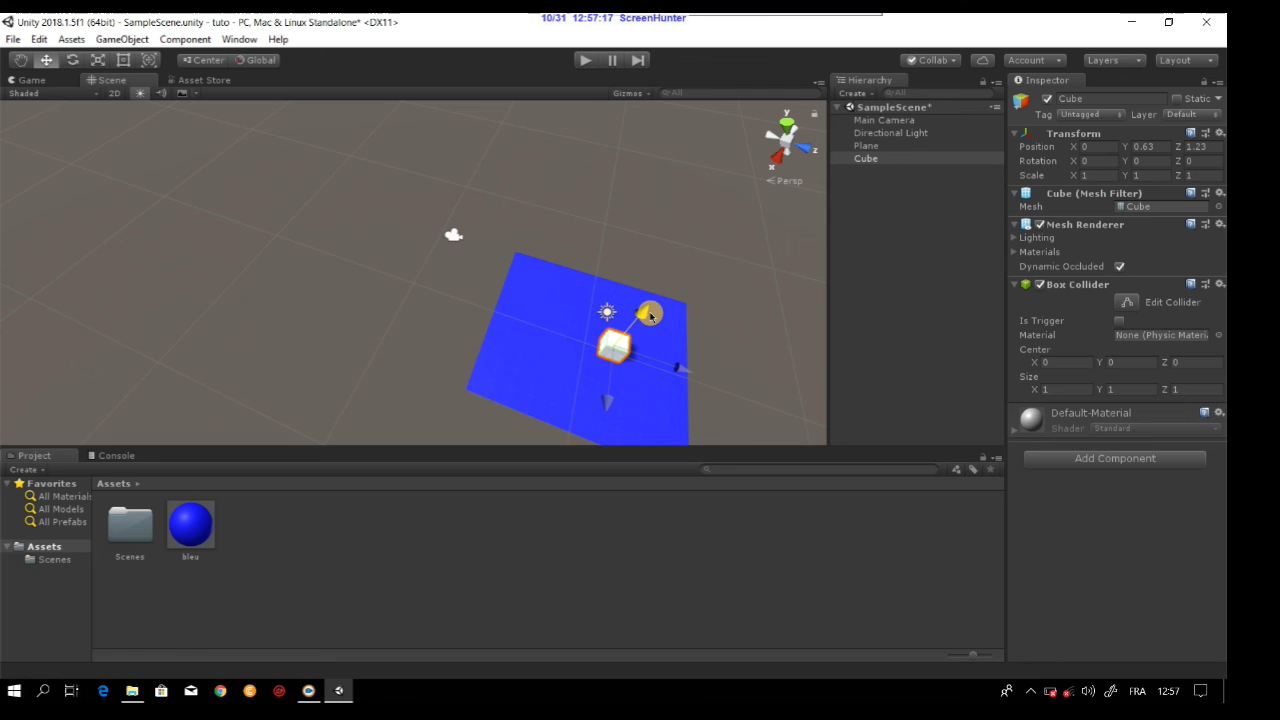 10/31 12:57:17 ScreenHunter
Unity 2018.1.5f1 (64bit) - SampleScene.unity - tuto - PC, Mac & Linux Standalone* <DX11>
File Edit Assets GameObject Component Window Help
Center Global Collab Account Layers Layout
Game Scene Asset Store
Shaded 2D Gizmos All
y
z
x
Persp
Hierarchy
Create All
SampleScene*
Main Camera
Directional Light
Plane
Cube
Inspector
Cube Static
Tag Untagged Layer Default
Transform
Position X 0 Y 0.63 Z 1.23
Rotation X 0 Y 0 Z 0
Scale X 1 Y 1 Z 1
Cube (Mesh Filter)
Mesh Cube
Mesh Renderer
Lighting
Materials
Dynamic Occluded
Box Collider
Edit Collider
Is Trigger
Material None (Physic Materi
Center
X 0 Y 0 Z 0
Size
X 1 Y 1 Z 1
Default-Material
Shader Standard
Add Component
Project Console
Create
Favorites
All Materials
All Models
All Prefabs
Assets
Scenes
Assets
Scenes bleu
FRA 12:57